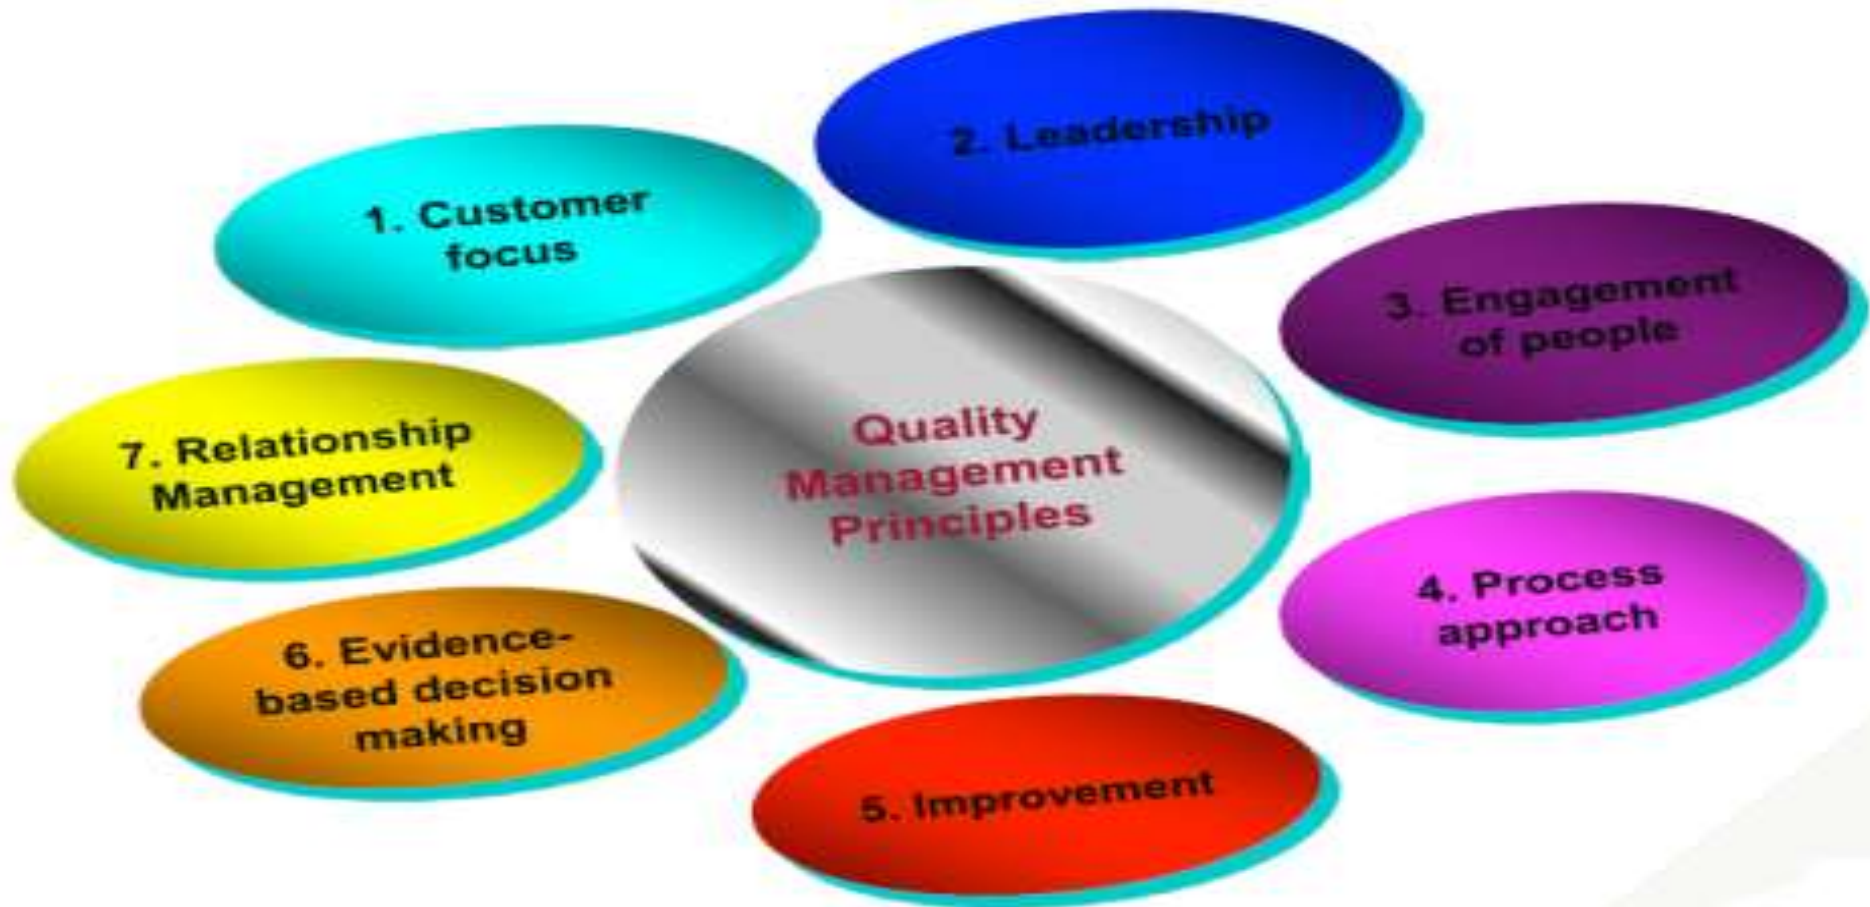 1. Customer
focus
2. Leadership
3. Engagement
of people
4. Process
approach
5. Improvement
6. Evidence-
based decision
making
7. Relationship
Management
Quality
Management
Principles